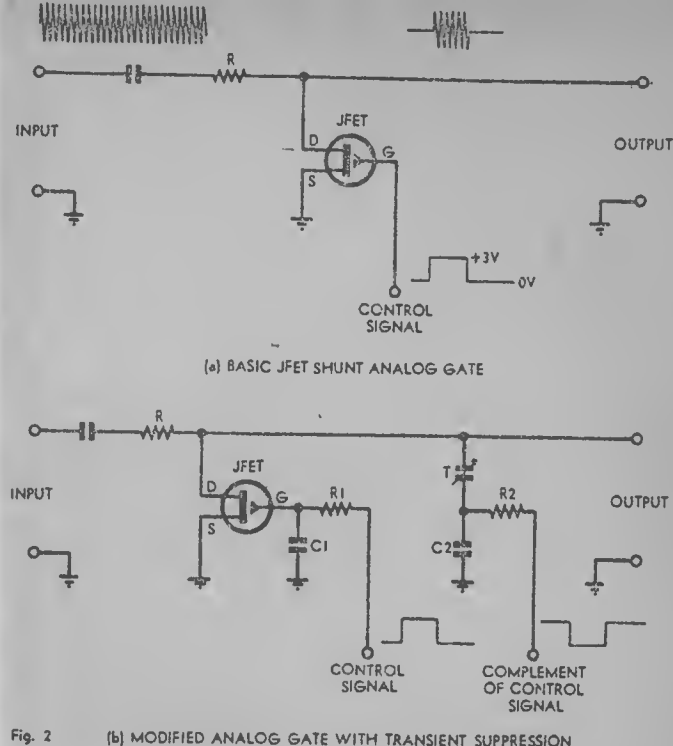 R
JFET
INPUT
D
G
OUTPUT
S
+3V
0V
CONTROL
SIGNAL
(a) BASIC JFET SHUNT ANALOG GATE
R
JFET
T
INPUT
D
G
R1
R2
OUTPUT
S
C1
C2
CONTROL
SIGNAL
COMPLEMENT
OF CONTROL
SIGNAL
Fig. 2 (b) MODIFIED ANALOG GATE WITH TRANSIENT SUPPRESSION